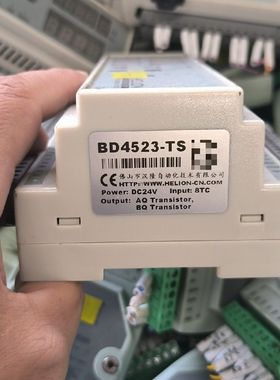 BD4523-TS
佛山市汉隆自动化技术有限公司
HTTP: WWW.HELION-CN.COM
Power: DC24V Input: 8TC
Output: AQ Transistor,
BQ Transistor